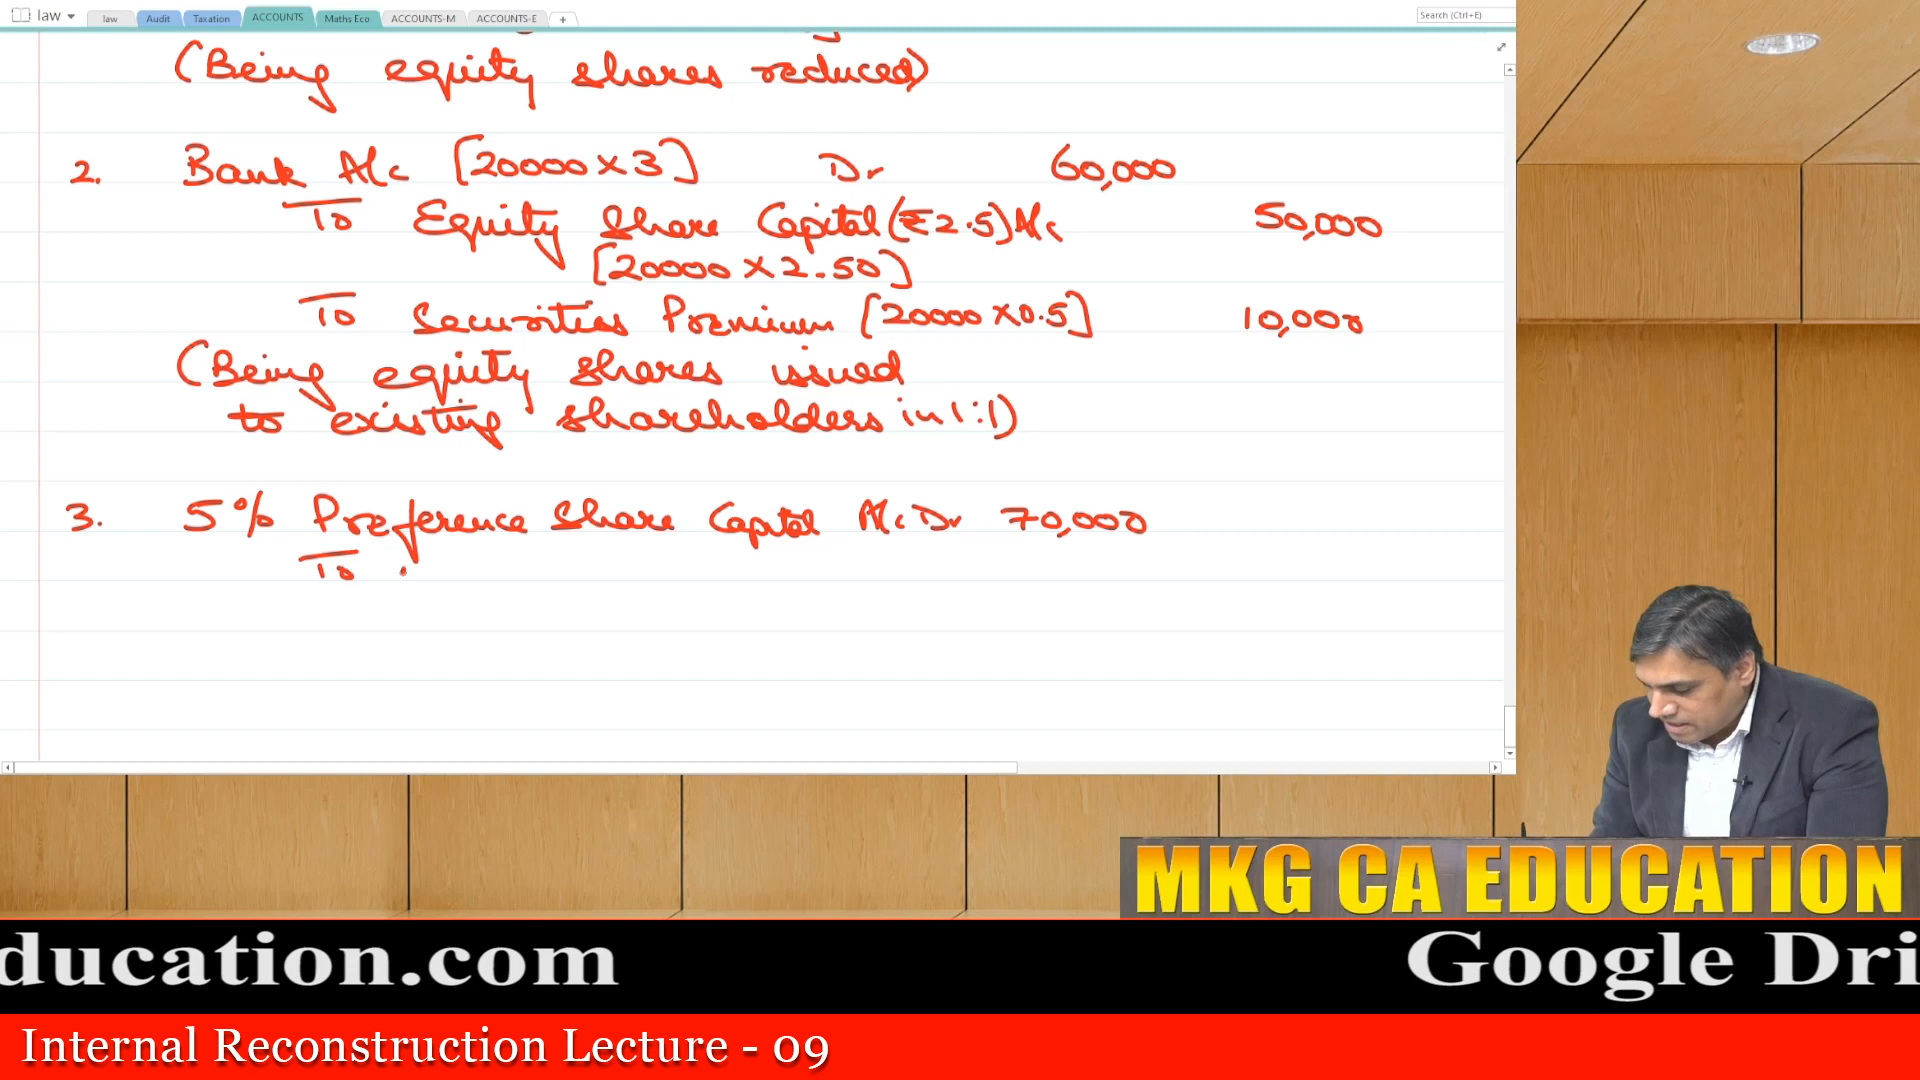 law
law Audit Taxation ACCOUNTS Maths Eco ACCOUNTS-M ACCOUNTS-E +
Search (Ctrl+E)
(Being equity shares reduced)
2. Bank A/c [20000 × 3] Dr 60,000
To Equity Share Capital (₹2.5) A/c 50,000
[20000 × 2.50]
To Securities Premium [20000 × 0.5] 10,000
(Being equity shares issued
to existing shareholders in 1:1)
3. 5% Preference Share Capital A/c Dr 70,000
To
MKG CA EDUCATION
ducation.com Google Dri
Internal Reconstruction Lecture - 09